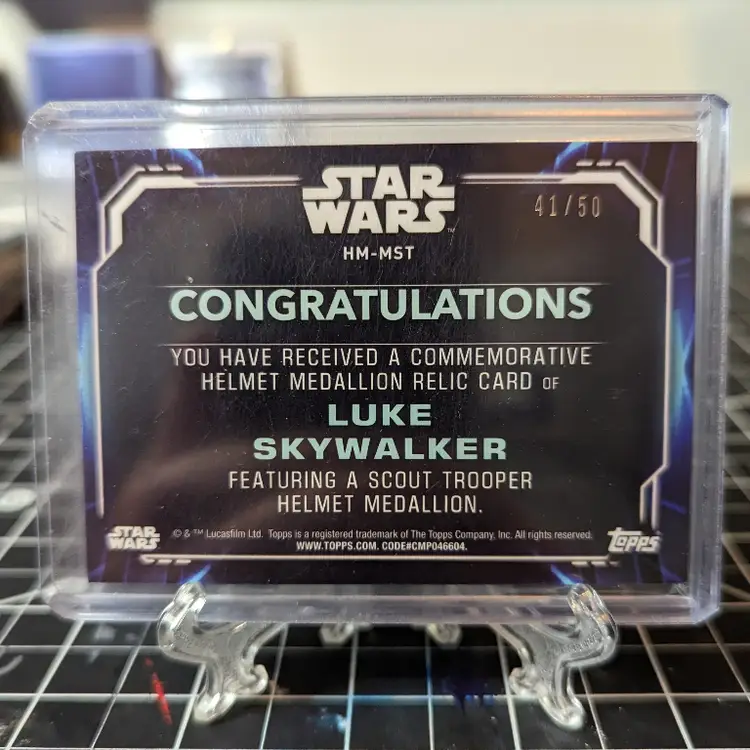 STAR
WARS
41/50
HM-MST
CONGRATULATIONS
YOU HAVE RECEIVED A COMMEMORATIVE
HELMET MEDALLION RELIC CARD OF
LUKE
SKYWALKER
FEATURING A SCOUT TROOPER
HELMET MEDALLION.
STAR
WARS
© & ™ Lucasfilm Ltd. Topps is a registered trademark of The Topps Company, Inc. All rights reserved.
WWW.TOPPS.COM. CODE#CMP046604.
Topps